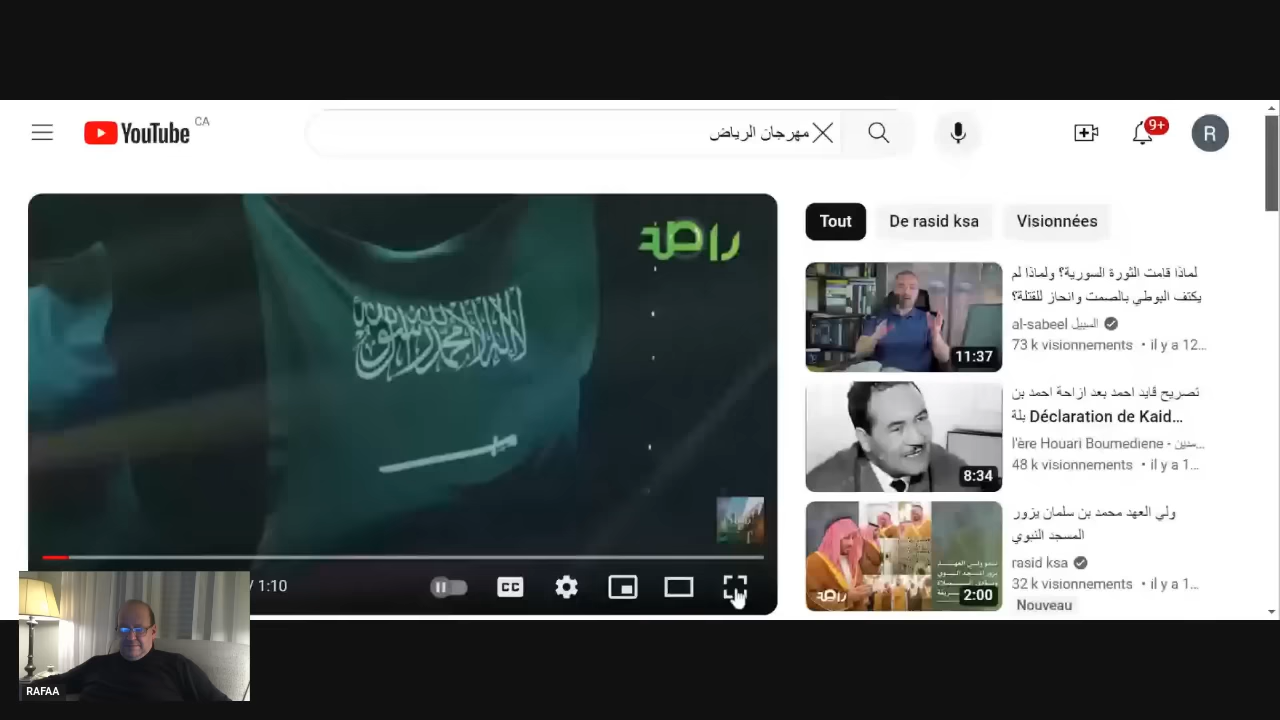 YouTube CA
مهرجان الرياض
9+
R
راصد
لا إله إلا الله محمد رسول الله
/ 1:10
CC
Tout
De rasid ksa
Visionnées
لماذا قامت الثورة السورية؟ ولماذا لم
يكتف البوطي بالصمت وانحاز للقتلة؟
al-sabeel السبيل
73 k visionnements • il y a 12...
11:37
تصريح قايد احمد بعد ازاحة احمد بن
بلة Déclaration de Kaid...
l'ère Houari Boumediene -
48 k visionnements • il y a 1...
8:34
ولي العهد محمد بن سلمان يزور
المسجد النبوي
rasid ksa
32 k visionnements • il y a 1...
Nouveau
راصد
2:00
RAFAA